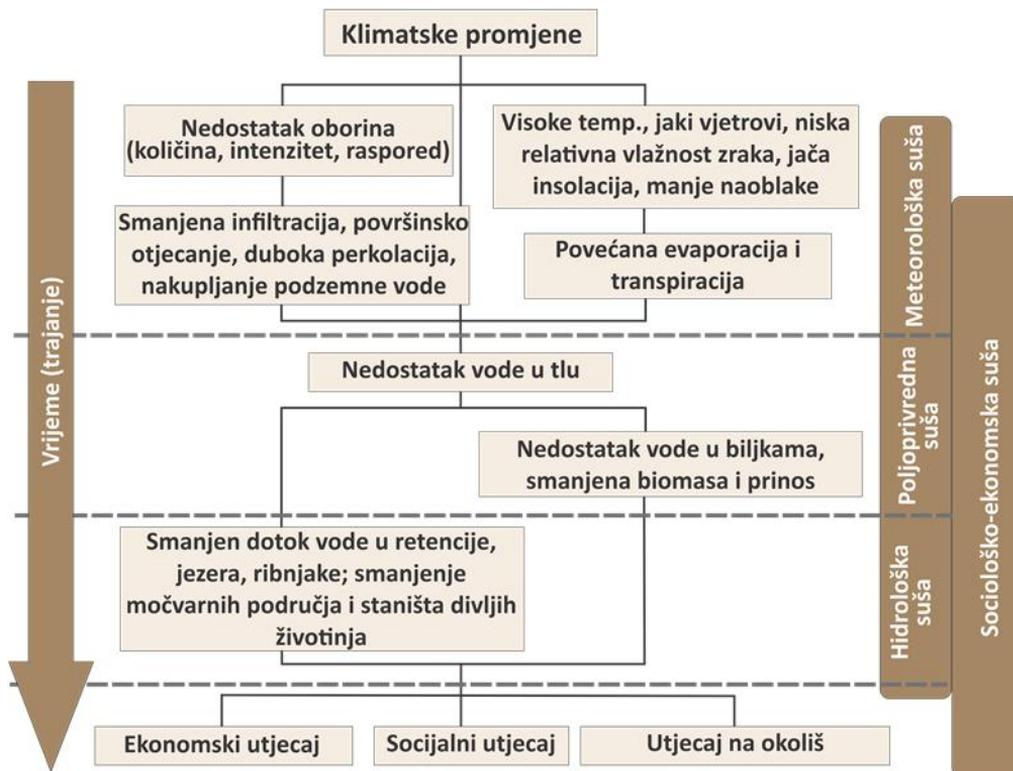 Klimatske promjene
Nedostatak oborina
(količina, intenzitet, raspored)
Visoke temp., jaki vjetrovi, niska
relativna vlažnost zraka, jača
insolacija, manje naoblake
Smanjena infiltracija, površinsko
otjecanje, duboka perkolacija,
nakupljanje podzemne vode
Povećana evaporacija i
transpiracija
Nedostatak vode u tlu
Nedostatak vode u biljkama,
smanjena biomasa i prinos
Smanjen dotok vode u retencije,
jezera, ribnjake; smanjenje
močvarnih područja i staništa divljih
životinja
Ekonomski utjecaj
Socijalni utjecaj
Utjecaj na okoliš
Vrijeme (trajanje)
Meteorološka suša
Poljoprivredna
suša
Hidrološka
suša
Sociološko-ekonomska suša